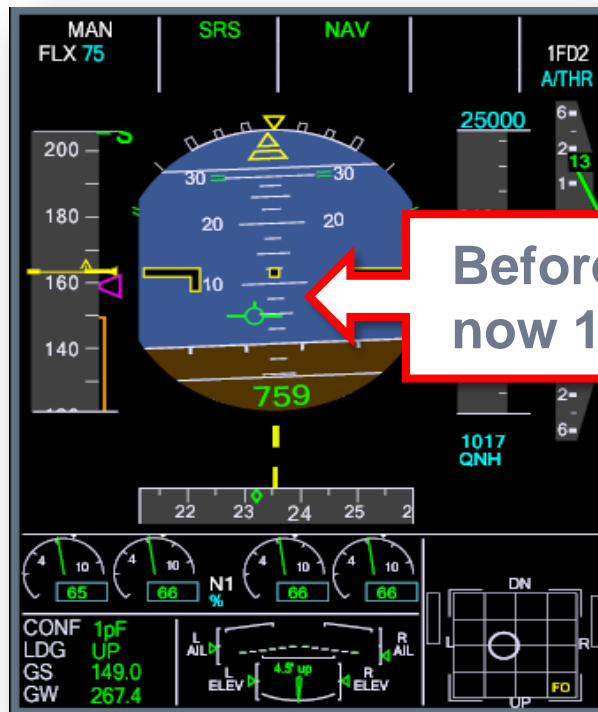 MAN SRS NAV
FLX 75 1FD2
A/THR
25000
6
2
13
1
200
S
180
160
140
30 30
20 20
10
Before
now 1
759
2
6
1017
QNH
22 23 24 25 2
4 10 4 10 4 10 4 10
65 66 N1 66 66
%
CONF 1pF
LDG UP
GS 149.0
GW 267.4
L AIL R AIL
4.5° up
L ELEV R ELEV
DN
L R
FO
UP